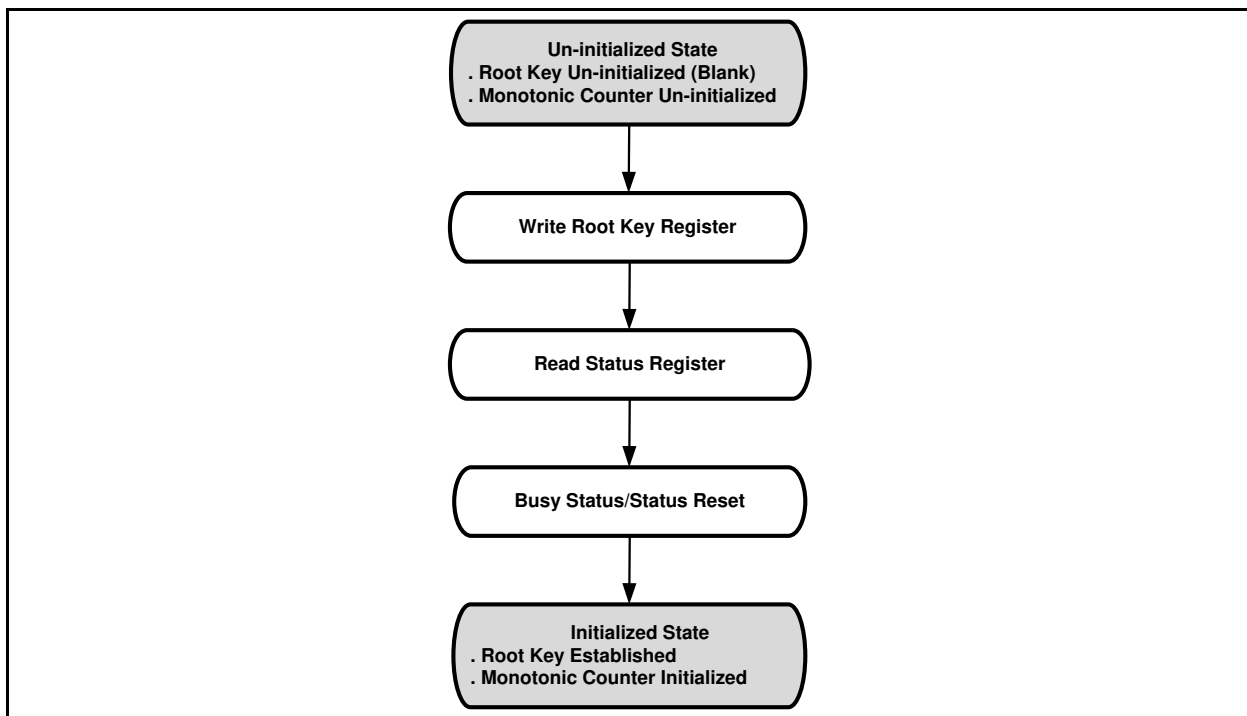 Un-initialized State
. Root Key Un-initialized (Blank)
. Monotonic Counter Un-initialized
Write Root Key Register
Read Status Register
Busy Status/Status Reset
Initialized State
. Root Key Established
. Monotonic Counter Initialized